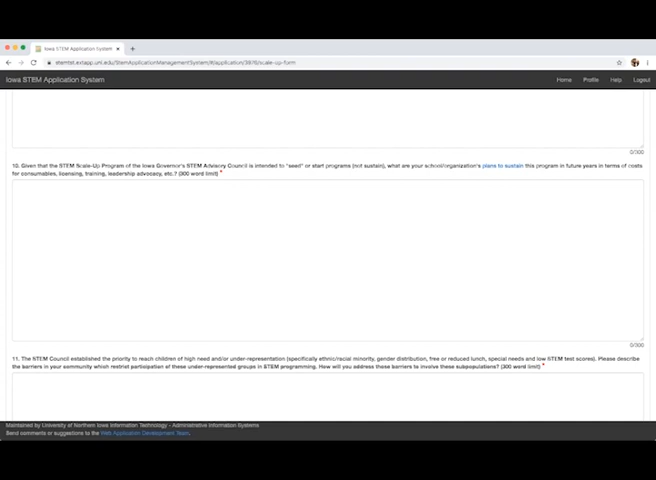 Iowa STEM Application System
stemtst.extapp.uni.edu/StemApplicationManagementSystem/#/application/3976/scale-up-form
Iowa STEM Application System
Home Profile Help Logout
0/300
10. Given that the STEM Scale-Up Program of the Iowa Governor's STEM Advisory Council is intended to "seed" or start programs (not sustain), what are your school/organization's plans to sustain this program in future years in terms of costs
for consumables, licensing, training, leadership advocacy, etc.? (300 word limit) *
0/300
11. The STEM Council established the priority to reach children of high need and/or under-representation (specifically ethnic/racial minority, gender distribution, free or reduced lunch, special needs and low STEM test scores). Please describe
the barriers in your community which restrict participation of these under-represented groups in STEM programming. How will you address these barriers to involve these subpopulations? (300 word limit) *
Maintained by University of Northern Iowa Information Technology - Administrative Information Systems
Send comments or suggestions to the Web Application Development Team.